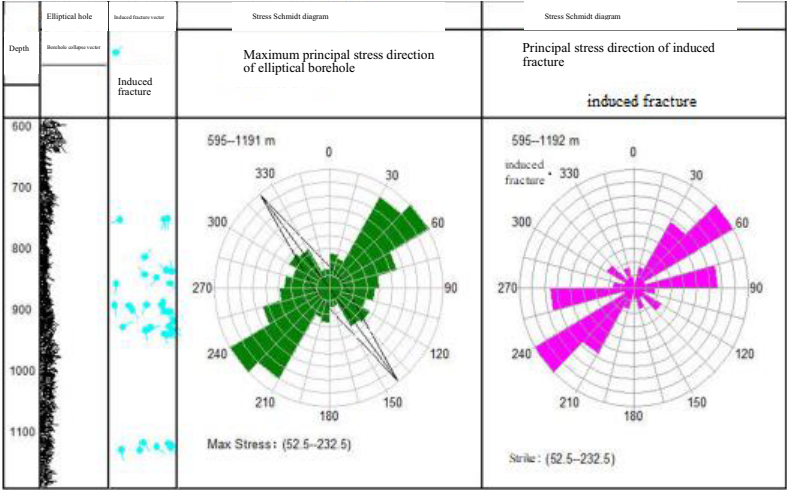 Elliptical hole
Induced fracture vector
Stress Schmidt diagram
Stress Schmidt diagram
Depth
Borehole collapse vector
Induced
fracture
Maximum principal stress direction
of elliptical borehole
Principal stress direction of induced
fracture
induced fracture
600
700
800
900
1000
1100
595--1191 m
0
30
60
90
120
150
180
210
240
270
300
330
Max Stress: (52.5--232.5)
595--1192 m
induced
fracture
0
30
60
90
120
150
180
210
240
270
300
330
Strike: (52.5--232.5)